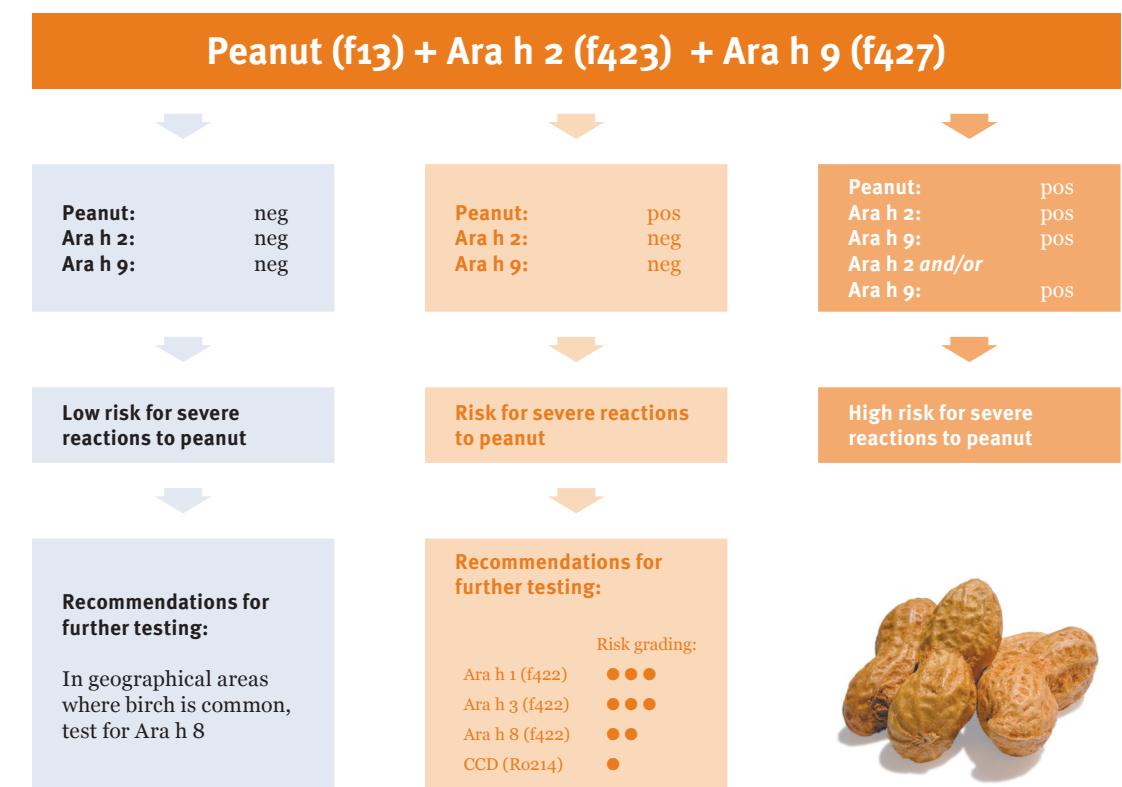 Peanut (f13) + Ara h 2 (f423) + Ara h 9 (f427)
Peanut: neg
Ara h 2: neg
Ara h 9: neg
Low risk for severe
reactions to peanut
Recommendations for
further testing:
In geographical areas
where birch is common,
test for Ara h 8
Peanut: pos
Ara h 2: neg
Ara h 9: neg
Risk for severe reactions
to peanut
Recommendations for
further testing:
Risk grading:
Ara h 1 (f422) ●●●
Ara h 3 (f422) ●●●
Ara h 8 (f422) ●●
CCD (Ro214) ●
Peanut: pos
Ara h 2: pos
Ara h 9: pos
Ara h 2 and/or
Ara h 9: pos
High risk for severe
reactions to peanut